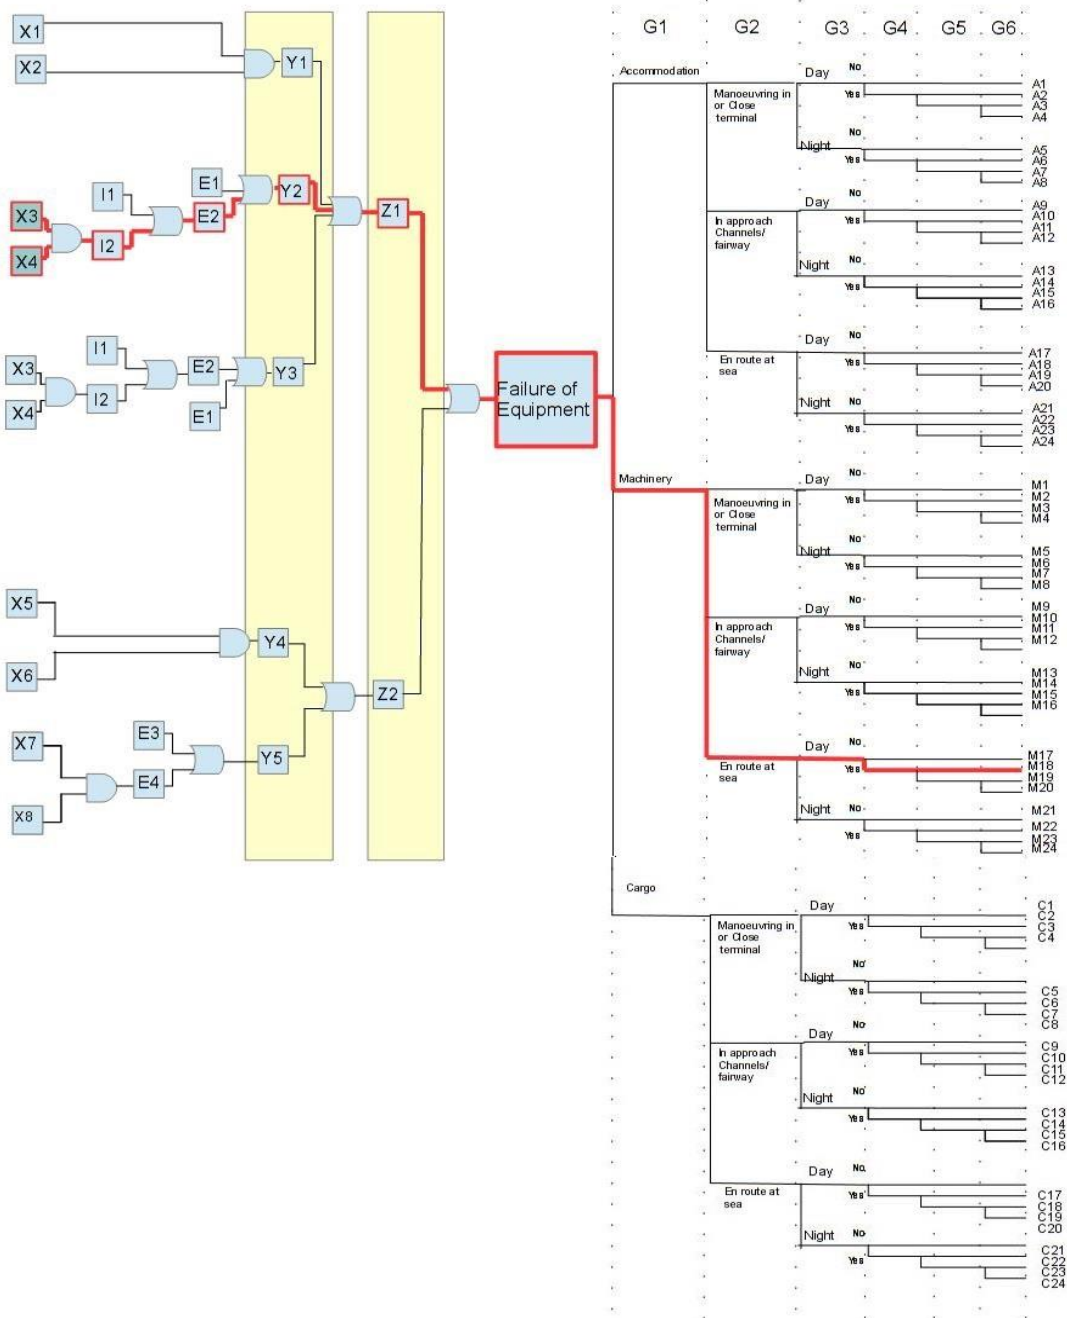 G1 G2 G3 G4 G5 G6
X1
X2
Y1
X3
X4
I1
I2
E1
E2
Y2
Z1
X3
X4
I1
I2
E2
E1
Y3
Failure of
Equipment
X5
X6
Y4
Z2
X7
X8
E3
E4
Y5
Accommodation
Manoeuvring in
or Close
terminal
Day
No
Yes
A1
A2
A3
A4
No
Night
Yes
A5
A6
A7
A8
In approach
Channels/
fairway
No
Day
Yes
A9
A10
A11
A12
No
Night
Yes
A13
A14
A15
A16
En route at
sea
No
Day
Yes
A17
A18
A19
A20
No
Night
Yes
A21
A22
A23
A24
Machinery
Manoeuvring in
or Close
terminal
No
Day
Yes
M1
M2
M3
M4
No
Night
Yes
M5
M6
M7
M8
In approach
Channels/
fairway
No
Day
Yes
M9
M10
M11
M12
No
Night
Yes
M13
M14
M15
M16
En route at
sea
No
Day
Yes
M17
M18
M19
M20
Night
No
Yes
M21
M22
M23
M24
Cargo
Manoeuvring in
or Close
terminal
Day
Yes
C1
C2
C3
C4
No
Night
Yes
C5
C6
C7
C8
In approach
Channels/
fairway
No
Day
Yes
C9
C10
C11
C12
No
Night
Yes
C13
C14
C15
C16
En route at
sea
No
Day
Yes
C17
C18
C19
C20
Night
No
Yes
C21
C22
C23
C24